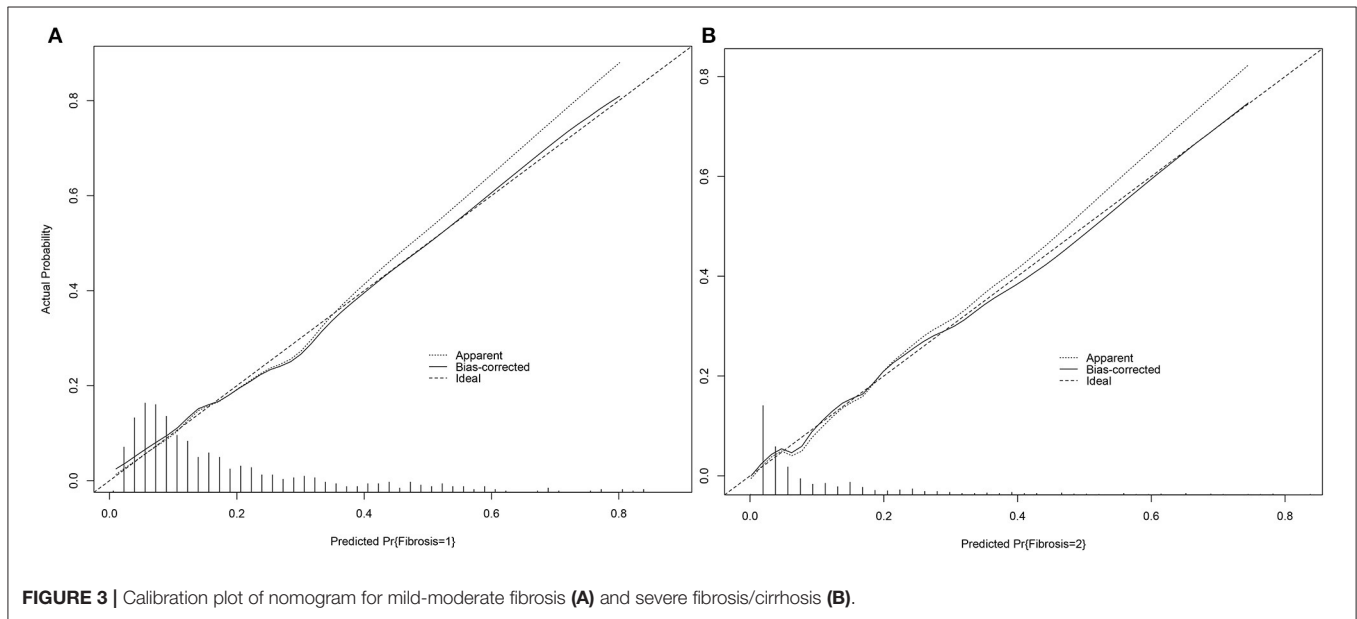 A
Actual Probability
0.8
0.6
0.4
0.2
0.0
Apparent
Bias-corrected
Ideal
0.0 0.2 0.4 0.6 0.8
Predicted Pr{Fibrosis=1}
B
0.8
0.6
0.4
0.2
0.0
Apparent
Bias-corrected
Ideal
0.0 0.2 0.4 0.6 0.8
Predicted Pr{Fibrosis=2}
FIGURE 3 | Calibration plot of nomogram for mild-moderate fibrosis (A) and severe fibrosis/cirrhosis (B).